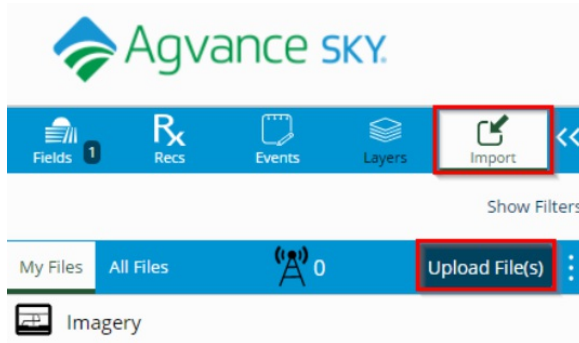 Agvance SKY.
Fields 1 Recs Events Layers Import <<
Show Filters
My Files All Files 0 Upload File(s)
Imagery